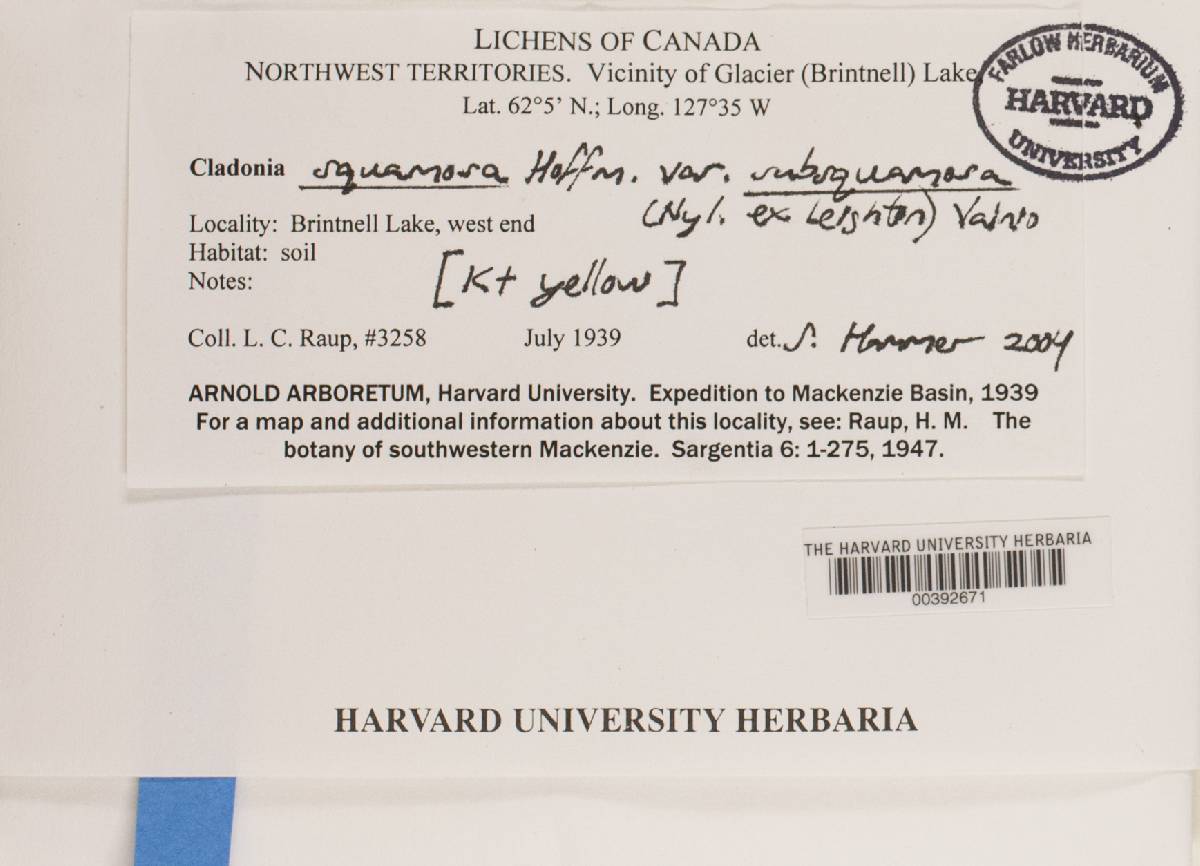 LICHENS OF CANADA
NORTHWEST TERRITORIES. Vicinity of Glacier (Brintnell) Lake
Lat. 62°5’ N.; Long. 127°35 W
FARLOW HERBARIUM
HARVARD
UNIVERSITY
Cladonia squamosa Hoffm. var. subsquamosa
(Nyl. ex Leighton) Vainio
Locality: Brintnell Lake, west end
Habitat: soil
Notes: [K+ yellow]
Coll. L. C. Raup, #3258 July 1939 det. S. Hammer 2004
ARNOLD ARBORETUM, Harvard University. Expedition to Mackenzie Basin, 1939
For a map and additional information about this locality, see: Raup, H. M. The
botany of southwestern Mackenzie. Sargentia 6: 1-275, 1947.
THE HARVARD UNIVERSITY HERBARIA
00392671
HARVARD UNIVERSITY HERBARIA